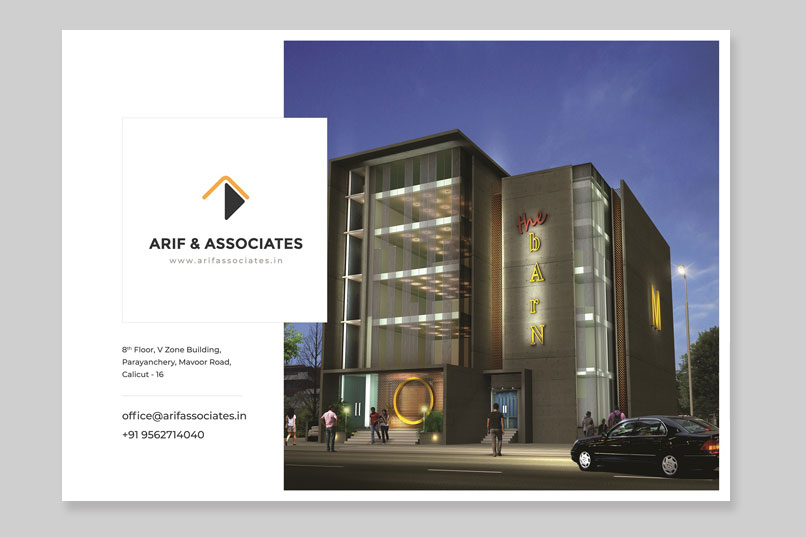 ARIF & ASSOCIATES
www.arifassociates.in
8th Floor, V Zone Building,
Parayanchery, Mavoor Road,
Calicut - 16
office@arifassociates.in
+91 9562714040
the
bArN
M